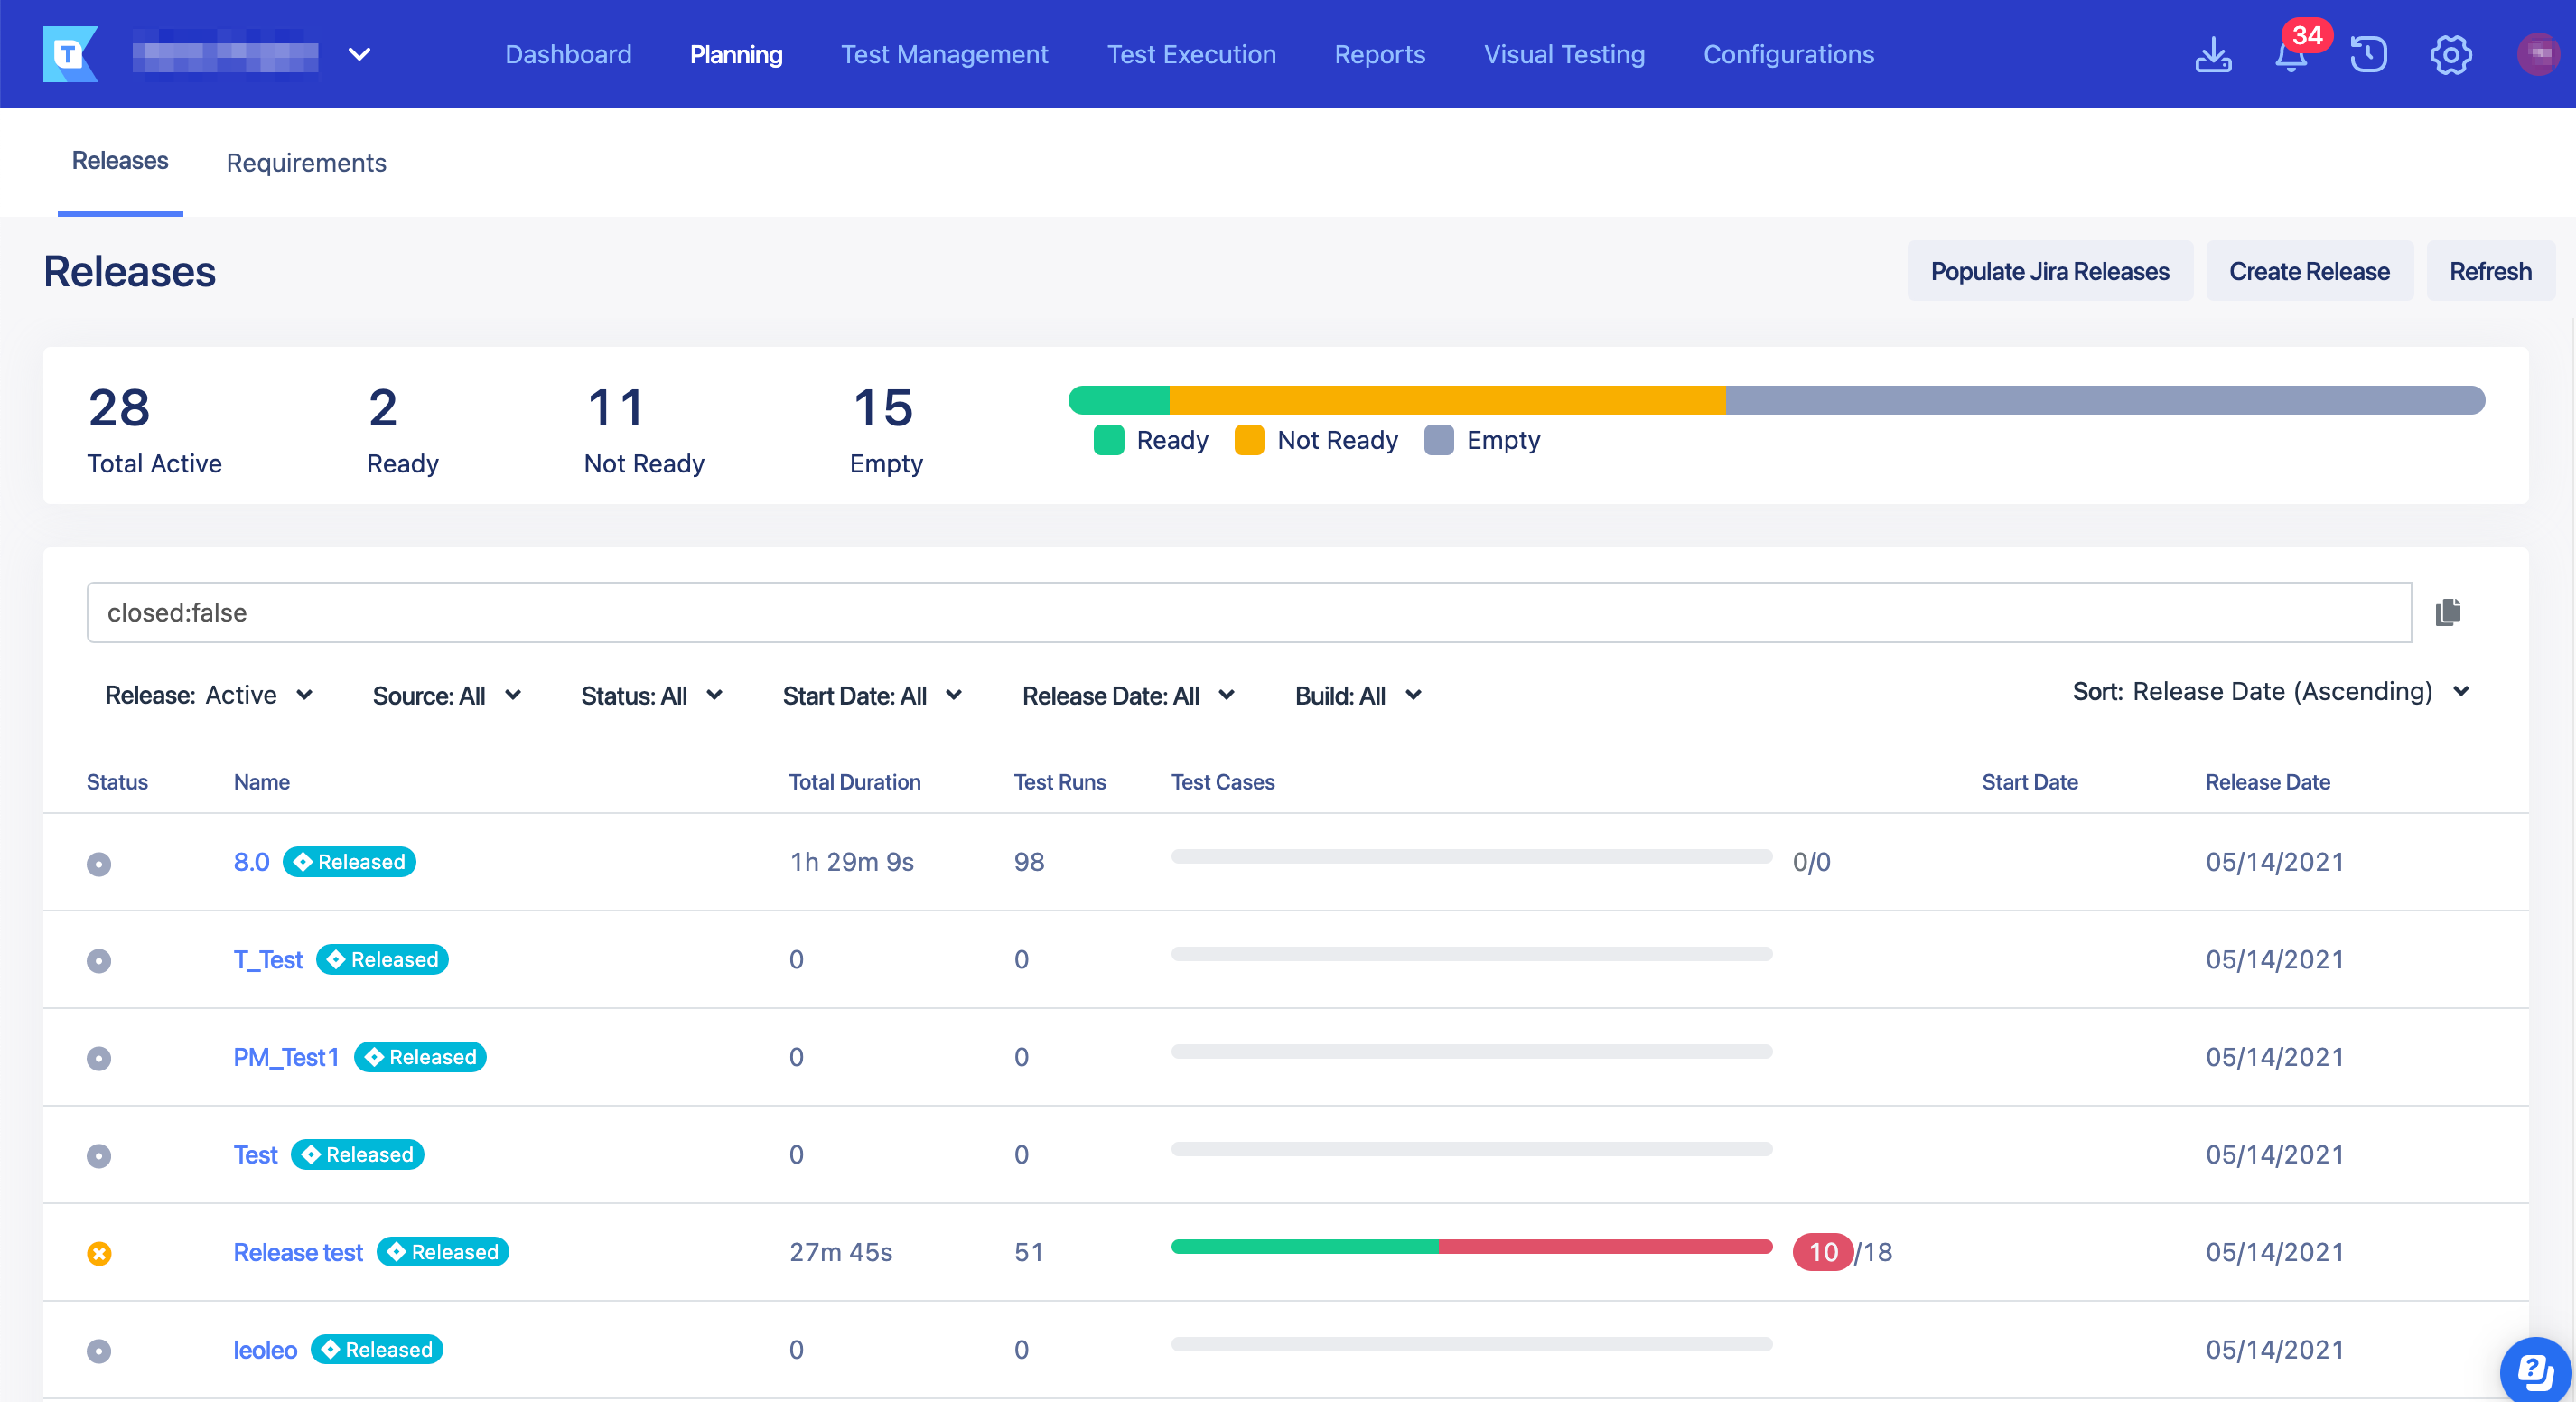 T
Dashboard Planning Test Management Test Execution Reports Visual Testing Configurations 34
Releases Requirements
Releases Populate Jira Releases Create Release Refresh
28 2 11 15
Total Active Ready Not Ready Empty
Ready Not Ready Empty
closed:false
Release: Active Source: All Status: All Start Date: All Release Date: All Build: All Sort: Release Date (Ascending)
Status Name Total Duration Test Runs Test Cases Start Date Release Date
8.0 Released 1h 29m 9s 98 0/0 05/14/2021
T_Test Released 0 0 05/14/2021
PM_Test1 Released 0 0 05/14/2021
Test Released 0 0 05/14/2021
Release test Released 27m 45s 51 10/18 05/14/2021
leoleo Released 0 0 05/14/2021
?